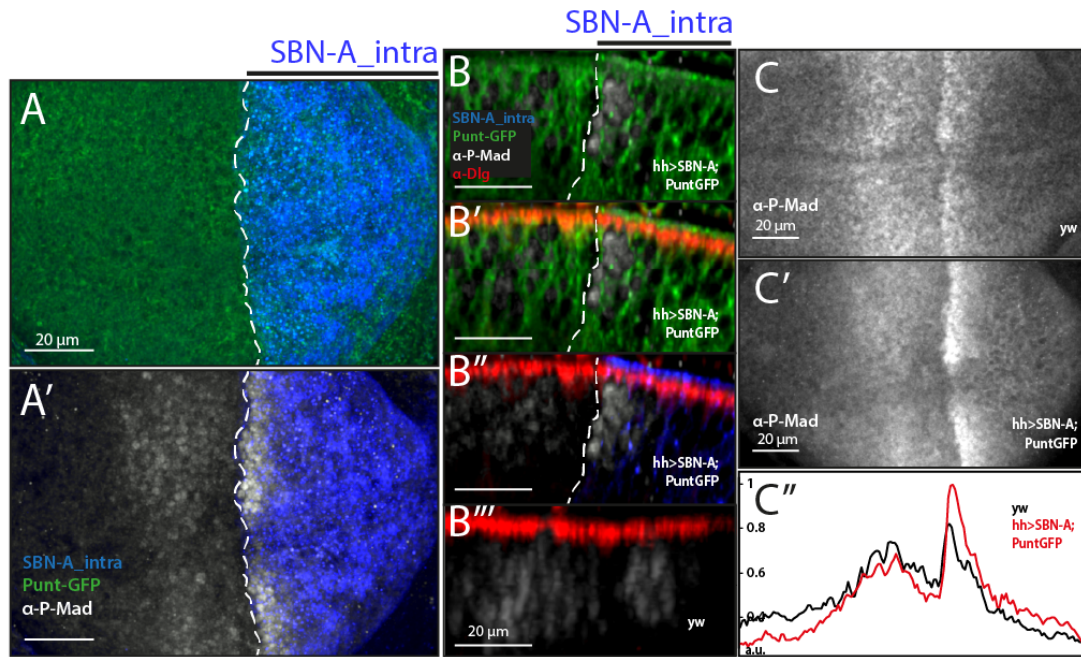 SBN-A_intra
A
20 μm
A′
SBN-A_intra
Punt-GFP
α-P-Mad
SBN-A_intra
B
SBN-A_intra
Punt-GFP
α-P-Mad
α-Dlg
hh>SBN-A;
PuntGFP
B′
hh>SBN-A;
PuntGFP
B″
hh>SBN-A;
PuntGFP
B‴
20 μm
yw
C
α-P-Mad
20 μm
yw
C′
α-P-Mad
20 μm
hh>SBN-A;
PuntGFP
C″
1
0.8
0.6
0.4
a.u.
yw
hh>SBN-A;
PuntGFP